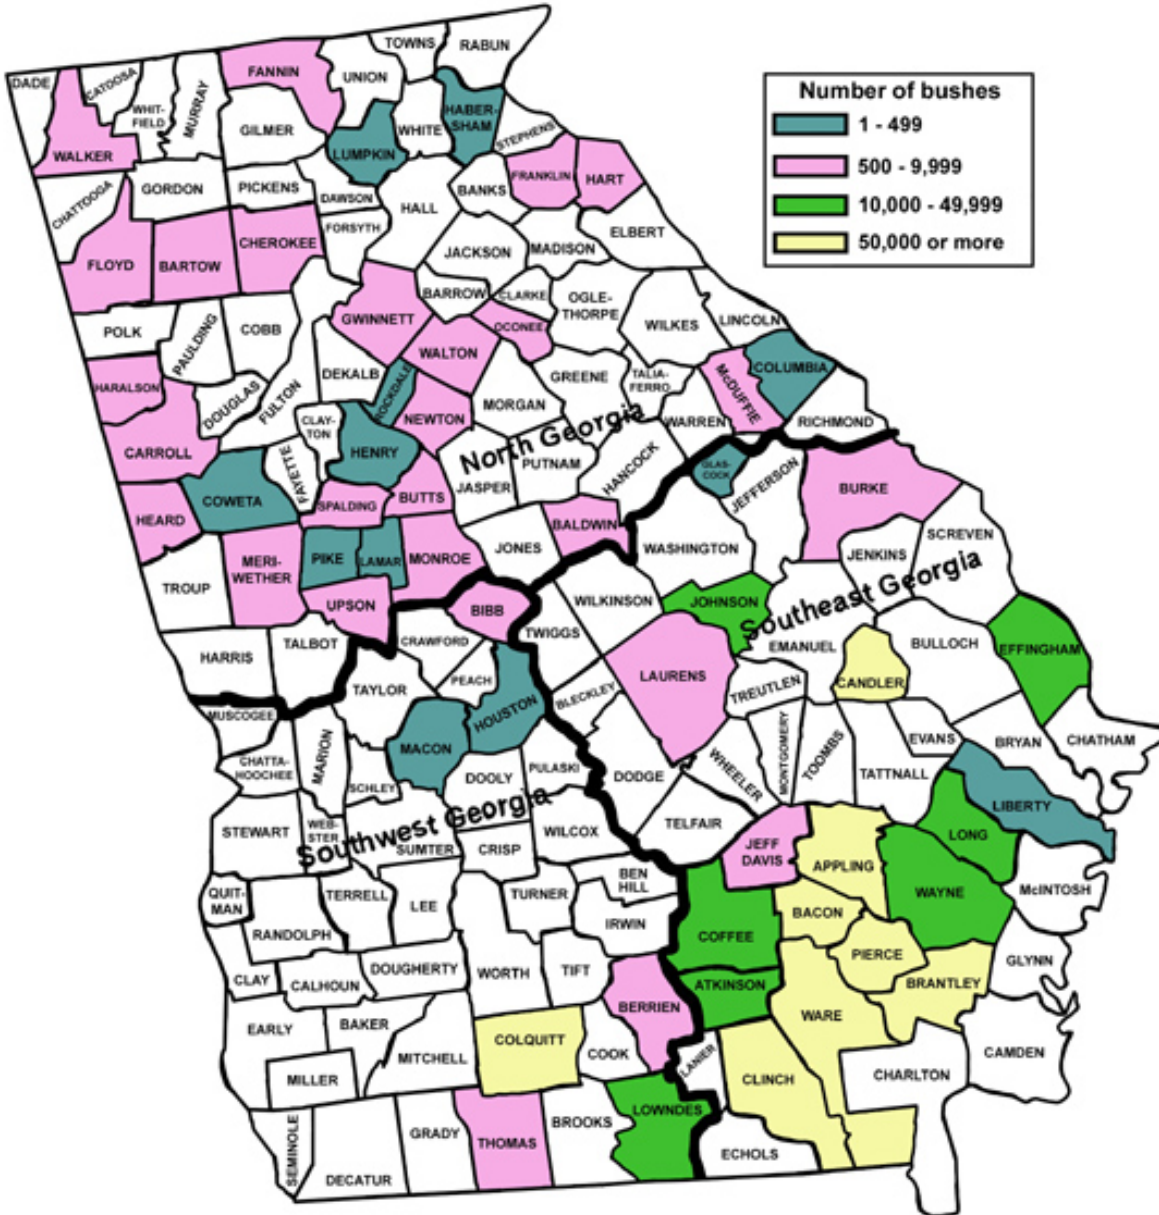 Number of bushes
1 - 499
500 - 9,999
10,000 - 49,999
50,000 or more
TOWNS
RABUN
DADE
CATOOSA
FANNIN
UNION
WHIT-
FIELD
MURRAY
HABER-
SHAM
GILMER
WHITE
STEPHENS
WALKER
LUMPKIN
CHATTOOGA
GORDON
PICKENS
DAWSON
BANKS
FRANKLIN
HART
HALL
FORSYTH
CHEROKEE
JACKSON
MADISON
ELBERT
FLOYD
BARTOW
BARROW
CLARKE
OGLE-
THORPE
GWINNETT
OCONEE
WILKES
LINCOLN
POLK
PAULDING
COBB
WALTON
DEKALB
ROCKDALE
GREENE
TALIA-
FERRO
McDUFFIE
COLUMBIA
HARALSON
DOUGLAS
FULTON
CLAY-
TON
NEWTON
MORGAN
WARREN
RICHMOND
North Georgia
CARROLL
HENRY
FAYETTE
JASPER
PUTNAM
HANCOCK
GLAS-
COCK
JEFFERSON
BURKE
COWETA
SPALDING
BUTTS
HEARD
BALDWIN
WASHINGTON
JENKINS
SCREVEN
MERI-
WETHER
PIKE
LAMAR
MONROE
JONES
TROUP
UPSON
BIBB
WILKINSON
JOHNSON
Southeast Georgia
TWIGGS
HARRIS
TALBOT
CRAWFORD
EMANUEL
BULLOCH
EFFINGHAM
PEACH
TAYLOR
BLECKLEY
LAURENS
TREUTLEN
CANDLER
MUSCOGEE
HOUSTON
MACON
MARION
CHATTA-
HOOCHEE
SCHLEY
DOOLY
PULASKI
DODGE
WHEELER
MONTGOMERY
TOOMBS
TATTNALL
EVANS
BRYAN
CHATHAM
LIBERTY
Southwest Georgia
STEWART
WEB-
STER
SUMTER
CRISP
WILCOX
TELFAIR
JEFF
DAVIS
APPLING
LONG
QUIT-
MAN
RANDOLPH
TERRELL
LEE
TURNER
BEN
HILL
IRWIN
COFFEE
BACON
WAYNE
McINTOSH
CLAY
CALHOUN
DOUGHERTY
WORTH
TIFT
PIERCE
GLYNN
BERRIEN
ATKINSON
BRANTLEY
WARE
EARLY
BAKER
MITCHELL
COLQUITT
COOK
LANIER
CLINCH
CHARLTON
CAMDEN
MILLER
SEMINOLE
DECATUR
GRADY
THOMAS
BROOKS
LOWNDES
ECHOLS